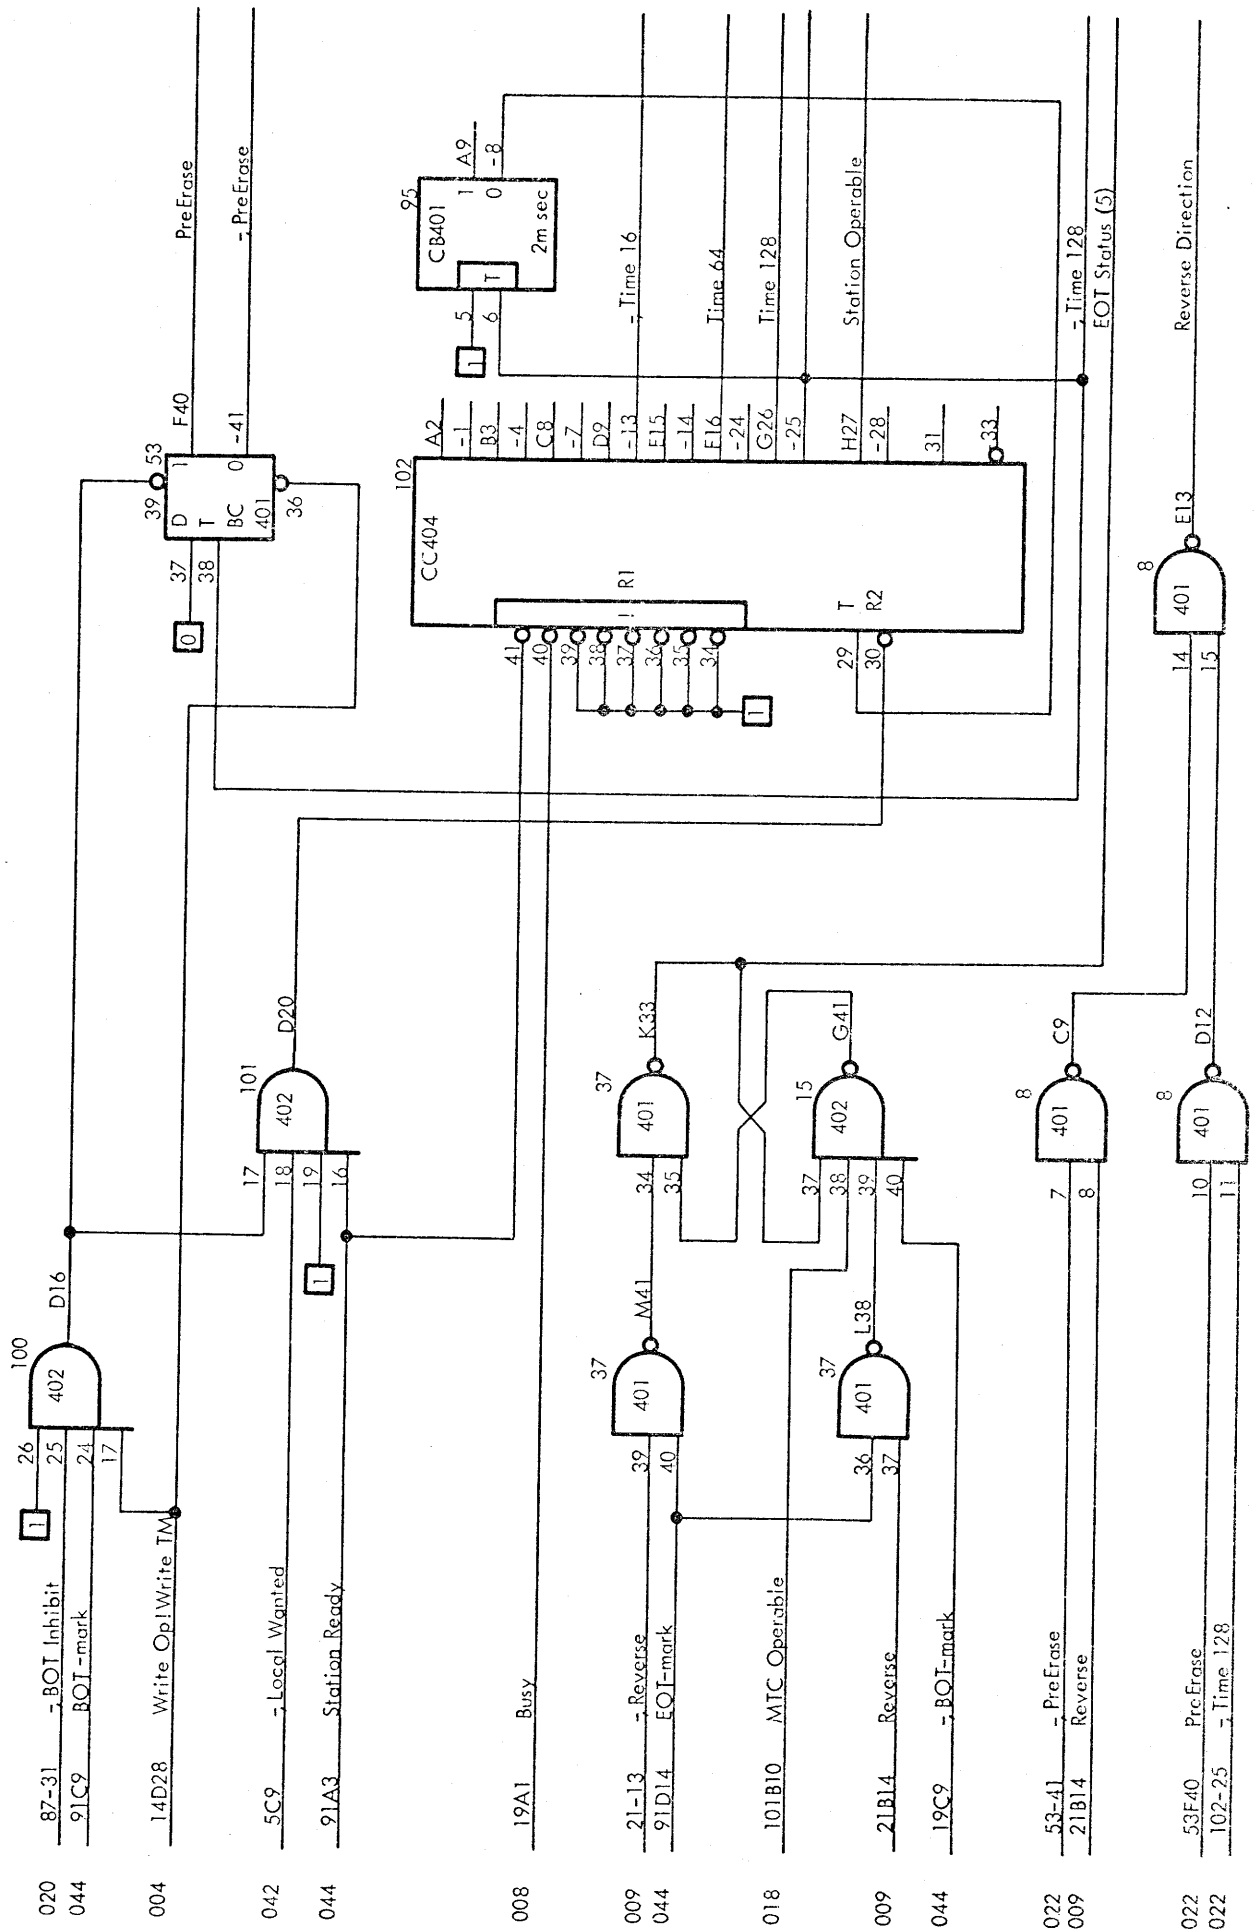 020 87-31 -, BOT Inhibit
044 91C9 BOT-mark
004 14D28 Write Op!Write TM
042 5C9 -, Local Wanted
044 91A3 Station Ready
008 19A1 Busy
009 21-13 -, Reverse
044 91D14 EOT-mark
018 101B10 MTC Operable
009 21B14 Reverse
044 19C9 -, BOT-mark
022 53-41 -, PreErase
009 21B14 Reverse
022 53F40 PreErase
022 102-25 -, Time 128
1
26
25
24
17
100
402
D16
17
18
19
16
1
101
402
D20
39
40
37
401
M41
36
37
37
401
L38
34
35
37
401
K33
37
38
39
40
15
402
G41
7
8
8
401
C9
10
11
8
401
D12
14
15
8
401
E13
Reverse Direction
0
37
38
39
53
D
T
BC
401
1
0
36
F40
-41
PreErase
-, PreErase
102
CC404
R1
!
T
R2
41
40
39
38
37
36
35
34
1
29
30
A2
-1
B3
-4
C8
-7
D9
-13
E15
-14
F16
-24
G26
-25
H27
-28
31
33
1
5
6
T
CB401
95
2m sec
1
0
A9
-8
-, Time 16
Time 64
Time 128
Station Operable
-, Time 128
EOT Status (5)